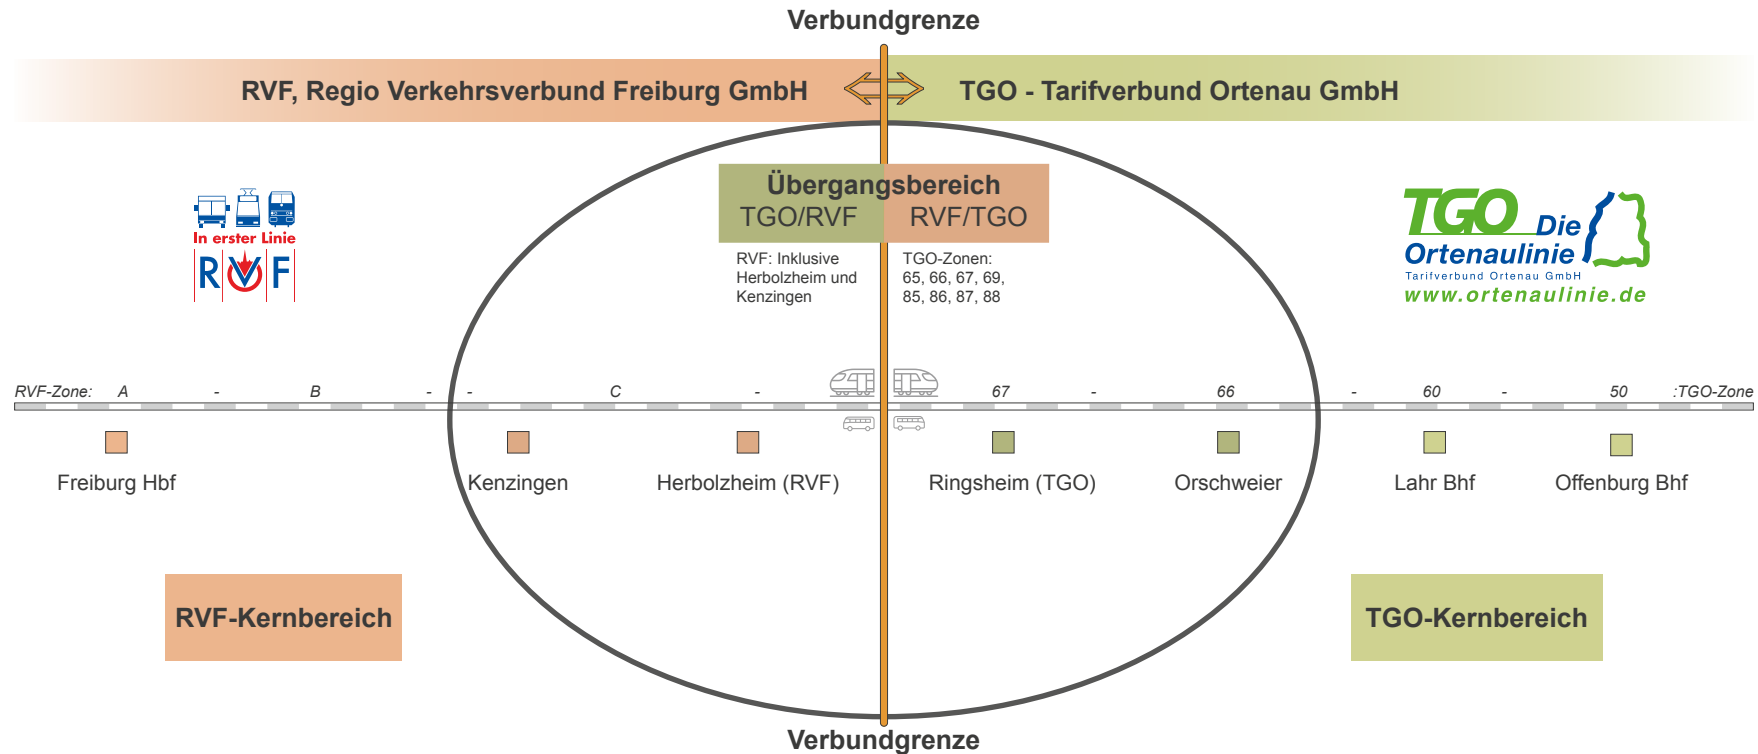 Verbundgrenze
RVF, Regio Verkehrsverbund Freiburg GmbH
TGO - Tarifverbund Ortenau GmbH
Übergangsbereich
TGO/RVF
RVF/TGO
RVF: Inklusive
Herbolzheim und
Kenzingen
TGO-Zonen:
65, 66, 67, 69,
85, 86, 87, 88
In erster Linie
RVF
TGO Die
Ortenaulinie
Tarifverbund Ortenau GmbH
www.ortenaulinie.de
RVF-Zone: A - B - - C - 67 - 66 - 60 - 50 :TGO-Zone
Freiburg Hbf
Kenzingen
Herbolzheim (RVF)
Ringsheim (TGO)
Orschweier
Lahr Bhf
Offenburg Bhf
RVF-Kernbereich
TGO-Kernbereich
Verbundgrenze